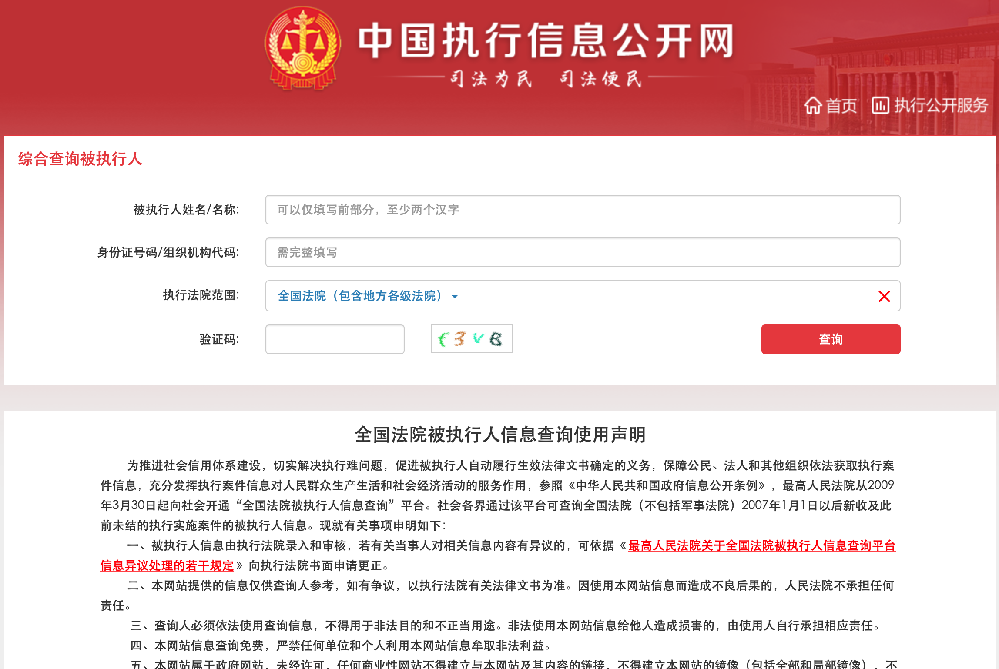 中国执行信息公开网
司法为民 司法便民
首页 执行公开服务
综合查询被执行人
被执行人姓名/名称: 可以仅填写前部分，至少两个汉字
身份证号码/组织机构代码: 需完整填写
执行法院范围: 全国法院（包含地方各级法院）
验证码: 查询
全国法院被执行人信息查询使用声明
为推进社会信用体系建设，切实解决执行难问题，促进被执行人自动履行生效法律文书确定的义务，保障公民、法人和其他组织依法获取执行案
件信息，充分发挥执行案件信息对人民群众生产生活和社会经济活动的服务作用，参照《中华人民共和国政府信息公开条例》，最高人民法院从2009
年3月30日起向社会开通“全国法院被执行人信息查询”平台。社会各界通过该平台可查询全国法院（不包括军事法院）2007年1月1日以后新收及此
前未结的执行实施案件的被执行人信息。现就有关事项申明如下：
一、被执行人信息由执行法院录入和审核，若有关当事人对相关信息内容有异议的，可依据《最高人民法院关于全国法院被执行人信息查询平台
信息异议处理的若干规定》向执行法院书面申请更正。
二、本网站提供的信息仅供查询人参考，如有争议，以执行法院有关法律文书为准。因使用本网站信息而造成不良后果的，人民法院不承担任何
责任。
三、查询人必须依法使用查询信息，不得用于非法目的和不正当用途。非法使用本网站信息给他人造成损害的，由使用人自行承担相应责任。
四、本网站信息查询免费，严禁任何单位和个人利用本网站信息牟取非法利益。
五、本网站属于政府网站，未经许可，任何商业性网站不得建立与本网站及其内容的链接，不得建立本网站的镜像（包括全部和局部镜像），不